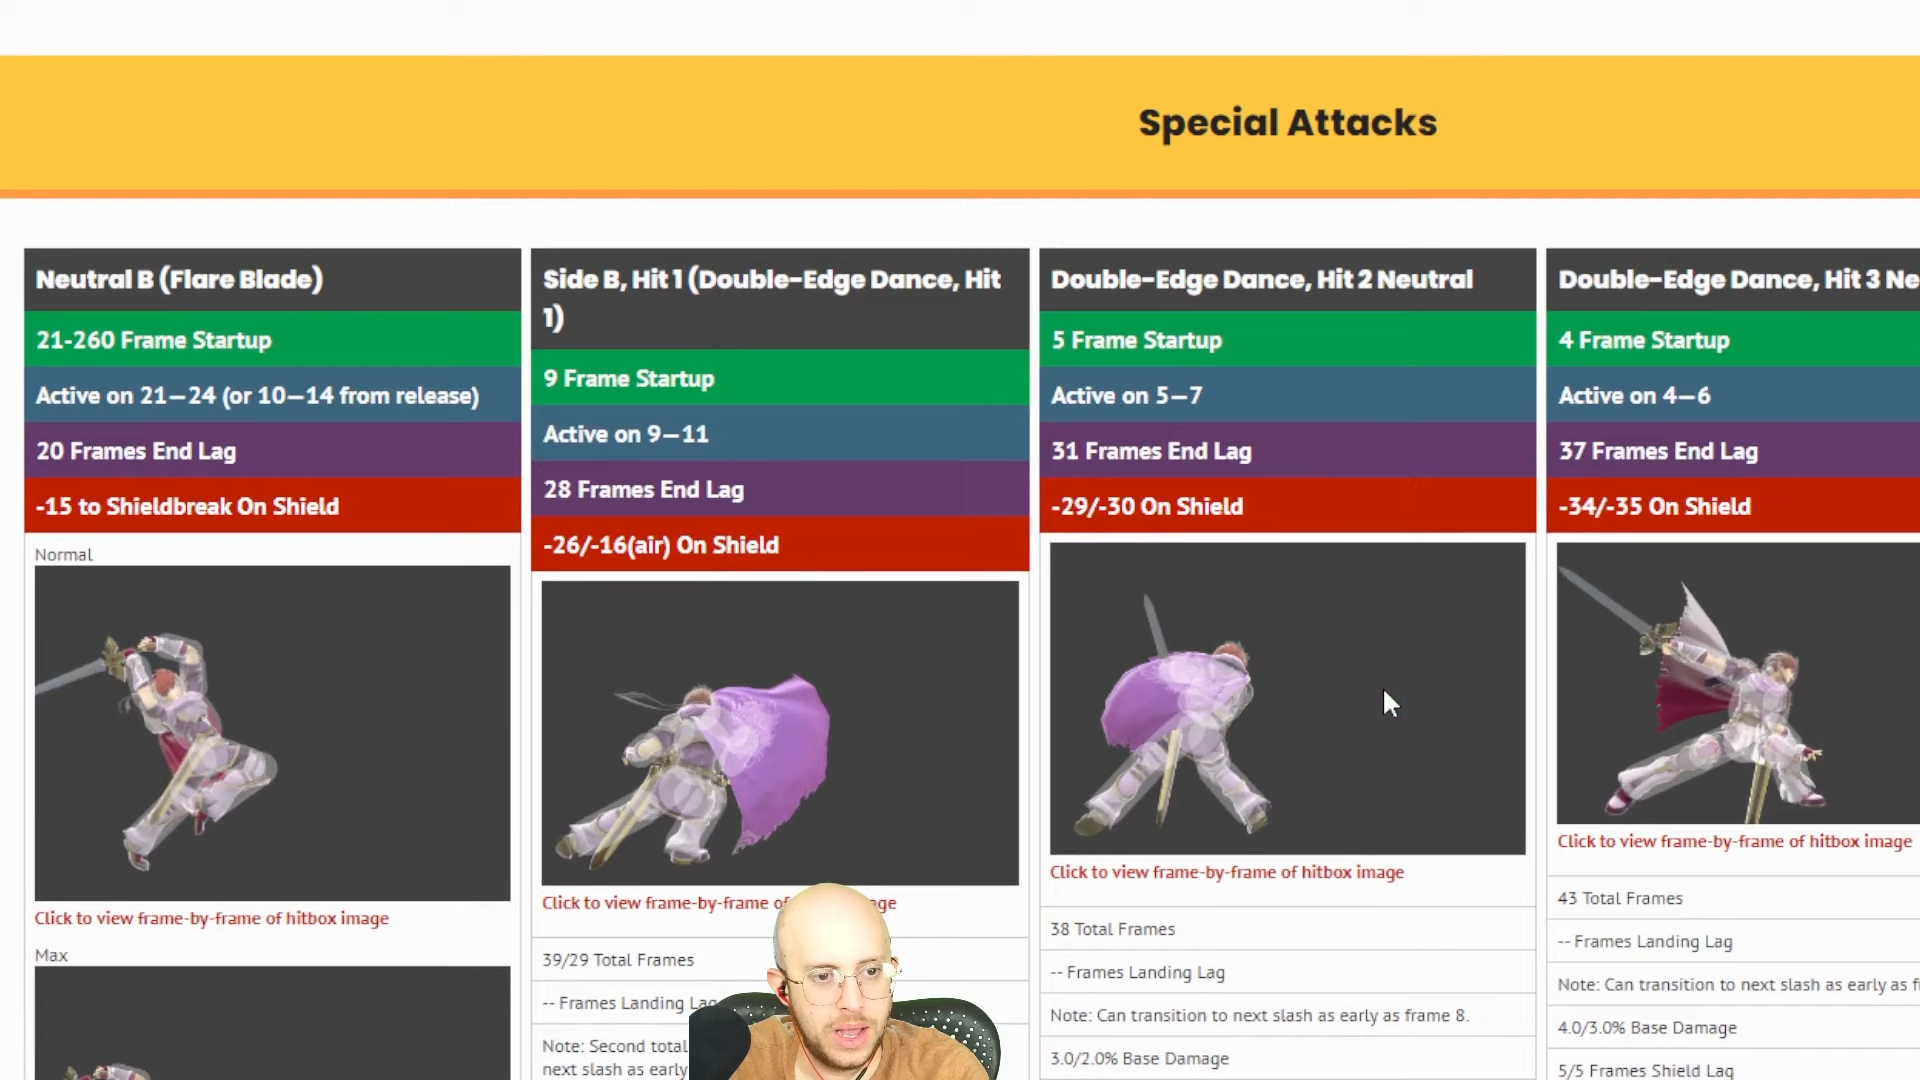 Special Attacks
Neutral B (Flare Blade)
21-260 Frame Startup
Active on 21—24 (or 10—14 from release)
20 Frames End Lag
-15 to Shieldbreak On Shield
Normal
Click to view frame-by-frame of hitbox image
Max
Side B, Hit 1 (Double-Edge Dance, Hit
1)
9 Frame Startup
Active on 9—11
28 Frames End Lag
-26/-16(air) On Shield
Click to view frame-by-frame of
39/29 Total Frames
-- Frames Landing Lag
Note: Second total
next slash as early
Double-Edge Dance, Hit 2 Neutral
5 Frame Startup
Active on 5—7
31 Frames End Lag
-29/-30 On Shield
Click to view frame-by-frame of hitbox image
38 Total Frames
-- Frames Landing Lag
Note: Can transition to next slash as early as frame 8.
3.0/2.0% Base Damage
Double-Edge Dance, Hit 3 Ne
4 Frame Startup
Active on 4—6
37 Frames End Lag
-34/-35 On Shield
Click to view frame-by-frame of hitbox image
43 Total Frames
-- Frames Landing Lag
Note: Can transition to next slash as early as
4.0/3.0% Base Damage
5/5 Frames Shield Lag